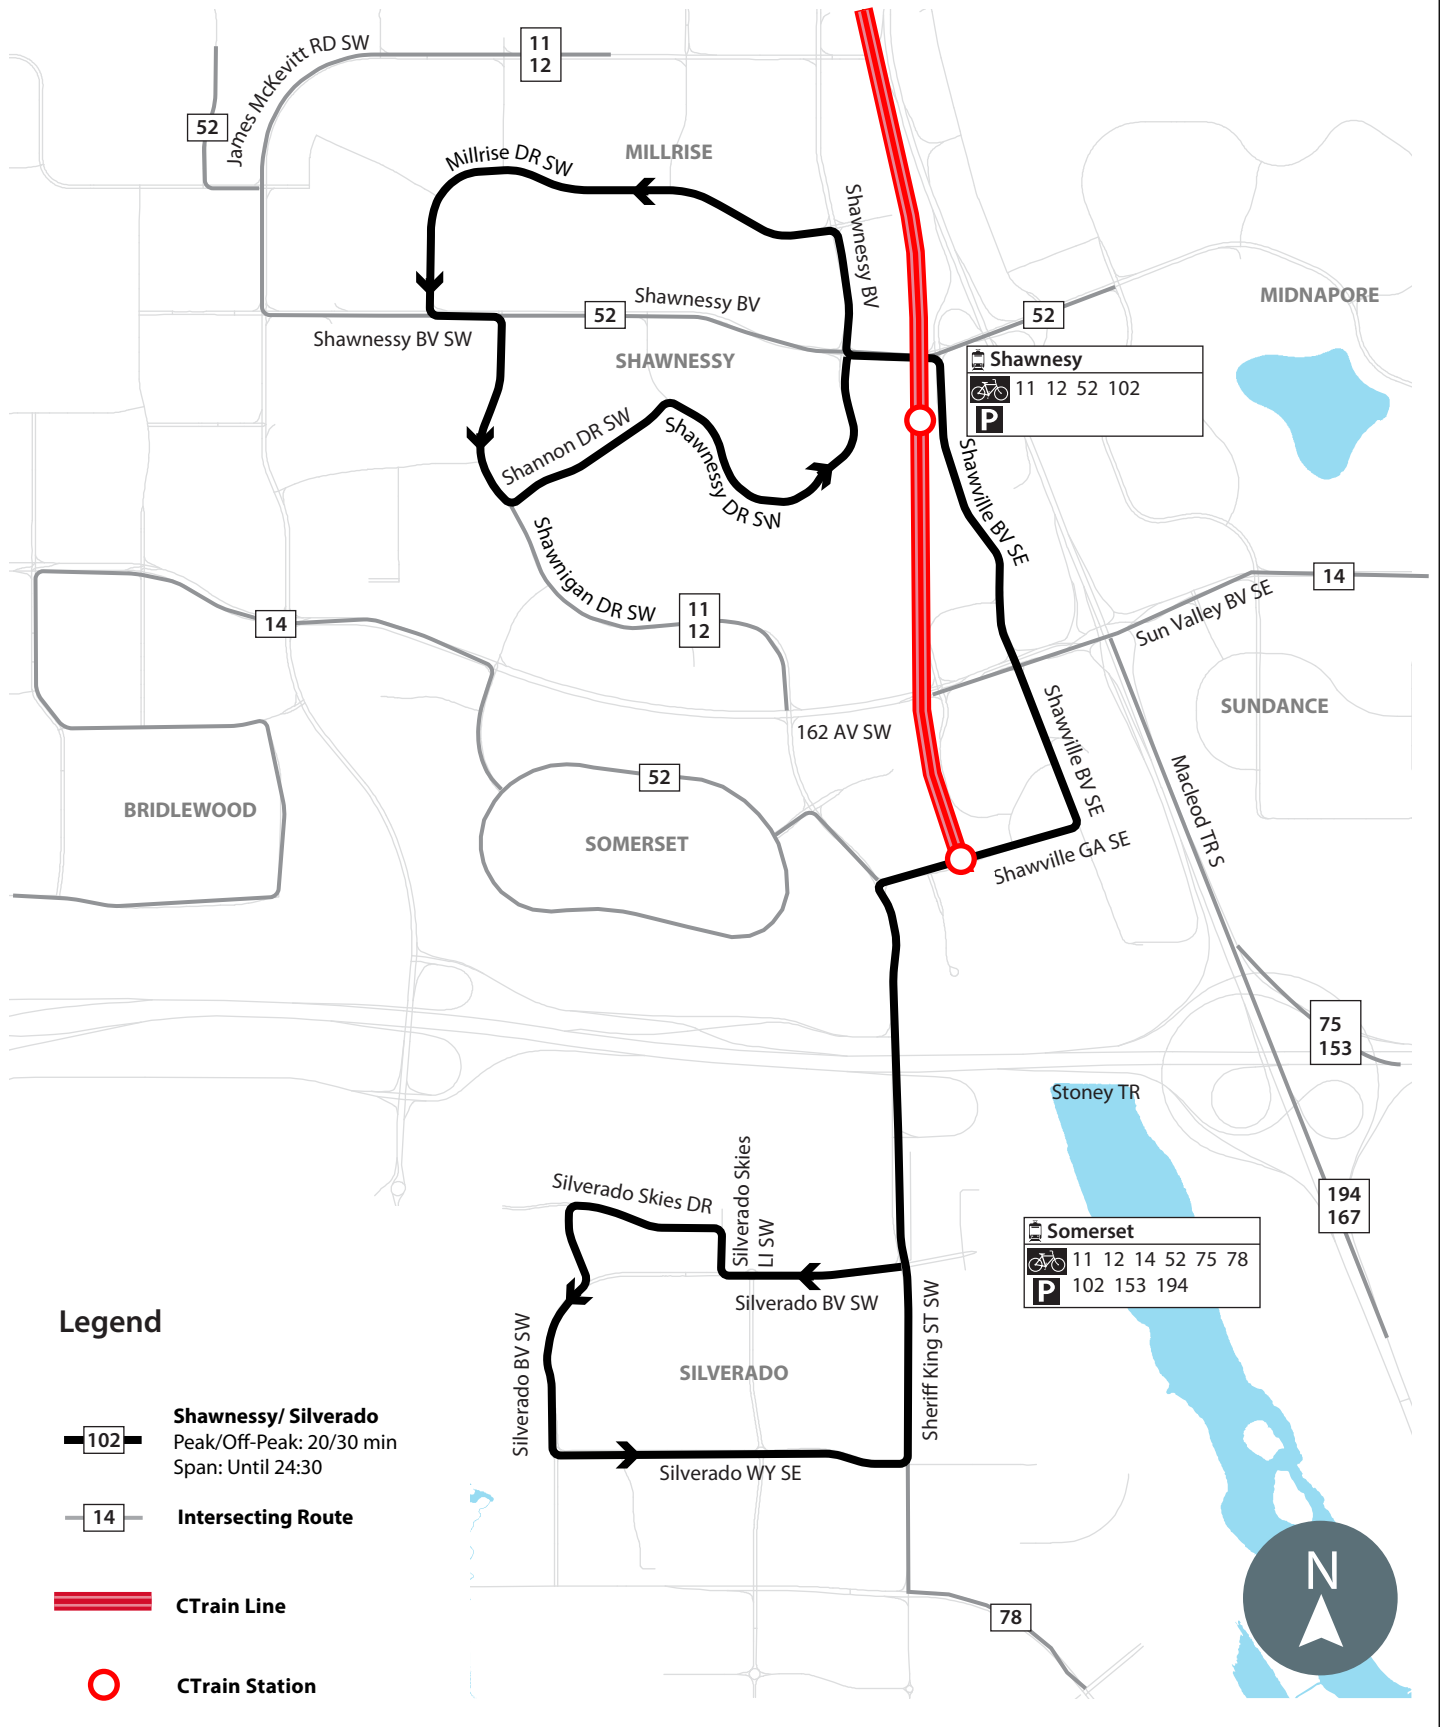 James McKevitt RD SW
11
12
52
Millrise DR SW
MILLRISE
Shawnessy BV
MIDNAPORE
Shawnessy BV
52
52
Shawnessy BV SW
SHAWNESSY
Shawnesy
11 12 52 102
P
Shannon DR SW
Shawnessy DR SW
Shawville BV SE
Shawnigan DR SW
11
12
14
Sun Valley BV SE
14
162 AV SW
Shawville BV SE
SUNDANCE
52
Macleod TR S
BRIDLEWOOD
SOMERSET
Shawville GA SE
75
153
Stoney TR
Silverado Skies DR
Silverado Skies
LI SW
194
167
Somerset
11 12 14 52 75 78
P
102 153 194
Silverado BV SW
Silverado BV SW
Sheriff King ST SW
SILVERADO
Silverado WY SE
78
N
Legend
102
Shawnessy/ Silverado
Peak/Off-Peak: 20/30 min
Span: Until 24:30
14
Intersecting Route
CTrain Line
CTrain Station